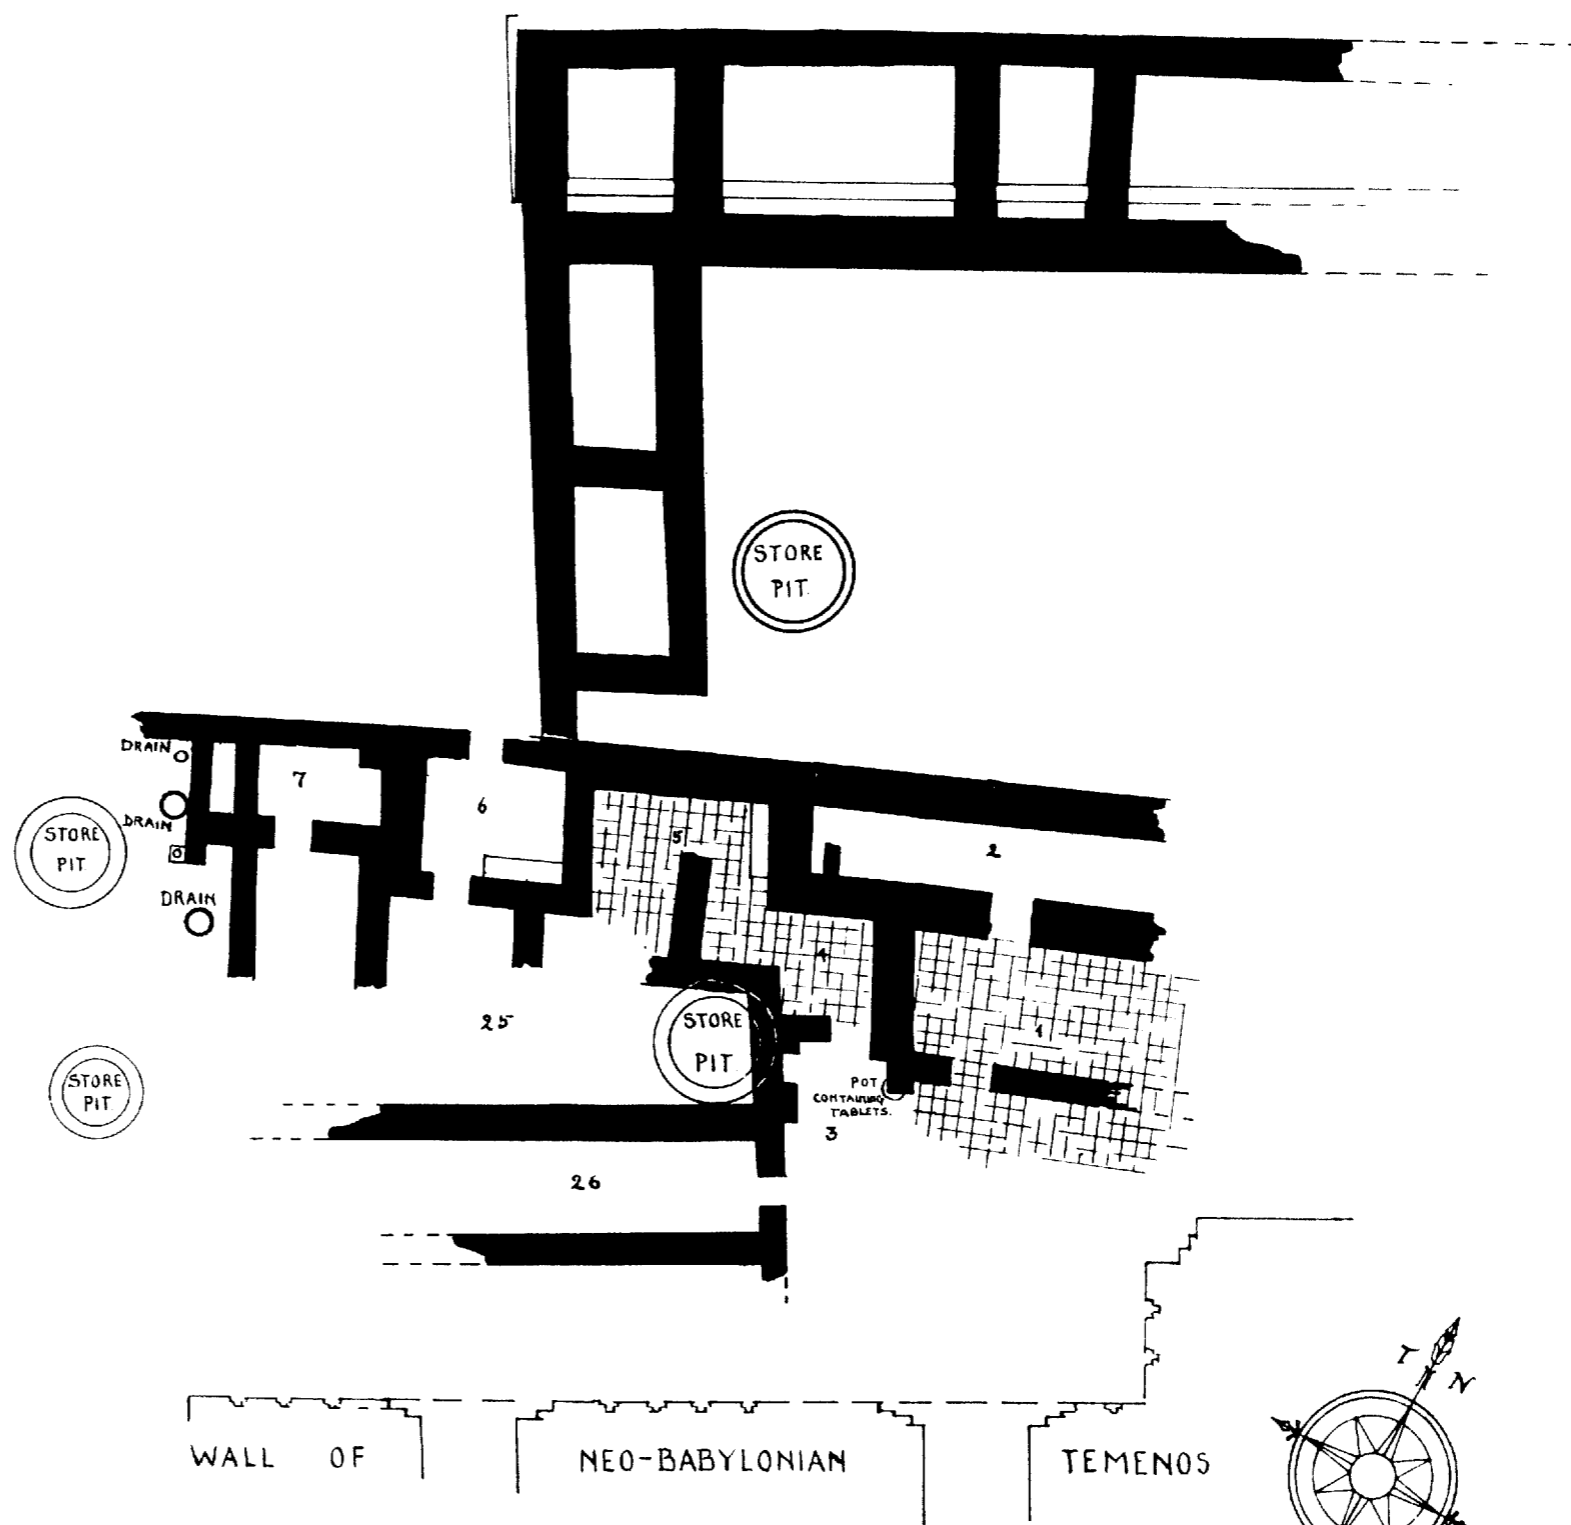 STORE
PIT.
DRAIN
7
6
5
2
STORE
PIT.
DRAIN
DRAIN
4
25
STORE
PIT.
1
STORE
PIT
POT
CONTAINING
TABLETS.
3
26
T N
WALL OF NEO-BABYLONIAN TEMENOS